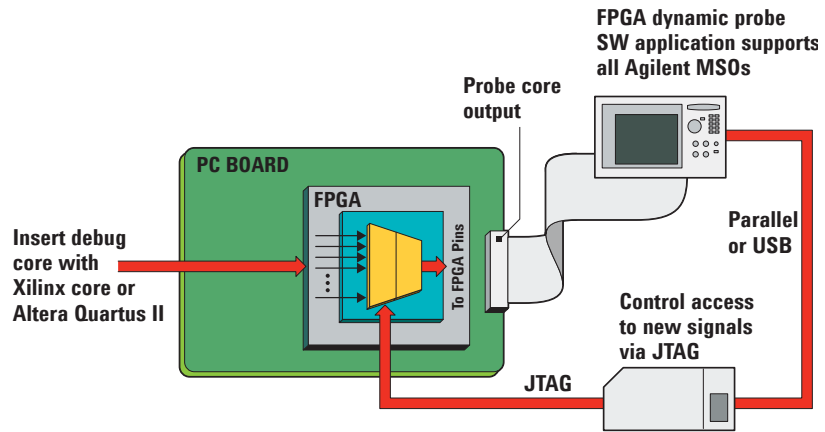 FPGA dynamic probe
SW application supports
all Agilent MSOs
Probe core
output
PC BOARD
FPGA
To FPGA Pins
Insert debug
core with
Xilinx core or
Altera Quartus II
Parallel
or USB
Control access
to new signals
via JTAG
JTAG